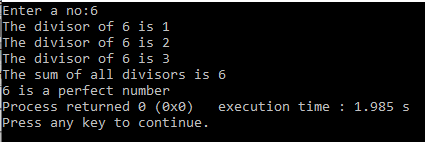 Enter a no:6
The divisor of 6 is 1
The divisor of 6 is 2
The divisor of 6 is 3
The sum of all divisors is 6
6 is a perfect number
Process returned 0 (0x0)   execution time : 1.985 s
Press any key to continue.